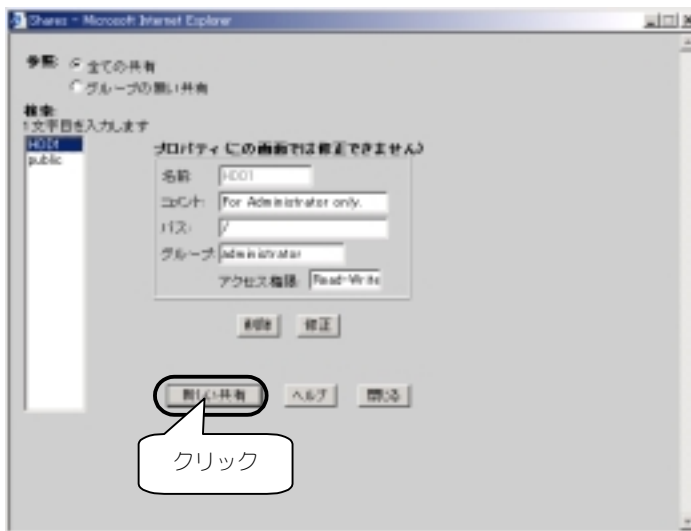 Shares - Microsoft Internet Explorer
参照: 全ての共有
グループの無い共有
検索:
1文字目を入力します
HDD1
public
プロパティ (この画面では修正できません)
名前: HDD1
コメント: For Administrator only.
パス: /
グループ: administrator
アクセス権限: Read-Write
削除 修正
新しい共有 ヘルプ 閉じる
クリック